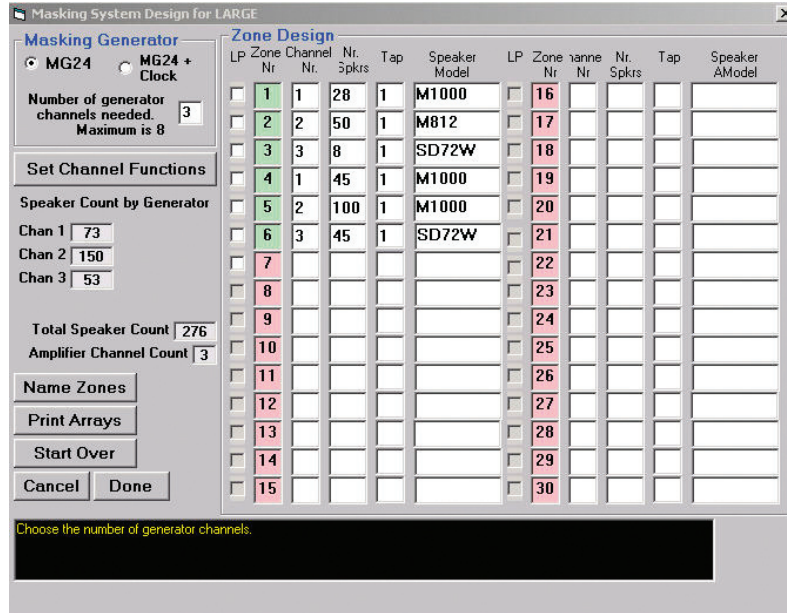 Masking System Design for LARGE
Masking Generator
MG24
MG24 + Clock
Number of generator
channels needed.
Maximum is 8
3
Set Channel Functions
Speaker Count by Generator
Chan 1 73
Chan 2 150
Chan 3 53
Total Speaker Count 276
Amplifier Channel Count 3
Name Zones
Print Arrays
Start Over
Cancel Done
Zone Design
LP Zone Nr Channel Nr. Nr. Spkrs Tap Speaker Model
1 1 28 1 M1000
2 2 50 1 M812
3 3 8 1 SD72W
4 1 45 1 M1000
5 2 100 1 M1000
6 3 45 1 SD72W
7
8
9
10
11
12
13
14
15
LP Zone Nr hanne Nr Nr. Spkrs Tap Speaker AModel
16
17
18
19
20
21
22
23
24
25
26
27
28
29
30
Choose the number of generator channels.